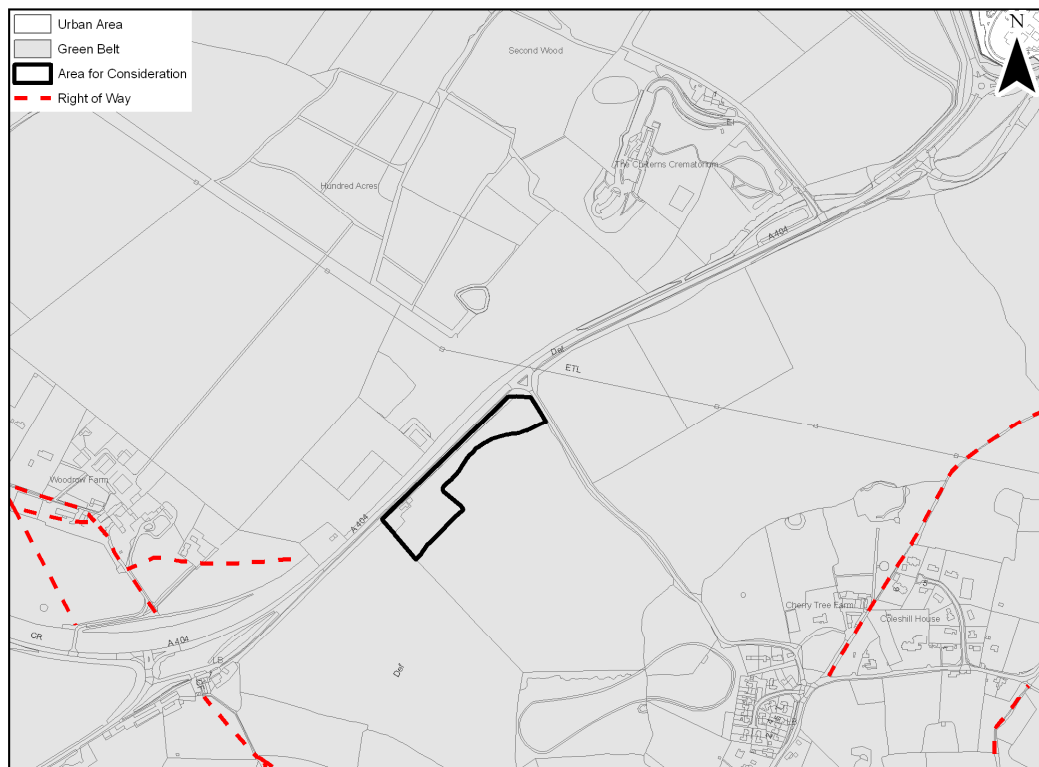 Urban Area
Green Belt
Area for Consideration
Right of Way
N
Second Wood
The Chilterns Crematorium
Hundred Acres
A 404
Def
ETL
Woodrow Farm
A 404
Cherry Tree Farm
Coleshill House
CR
A 404
LB
Def